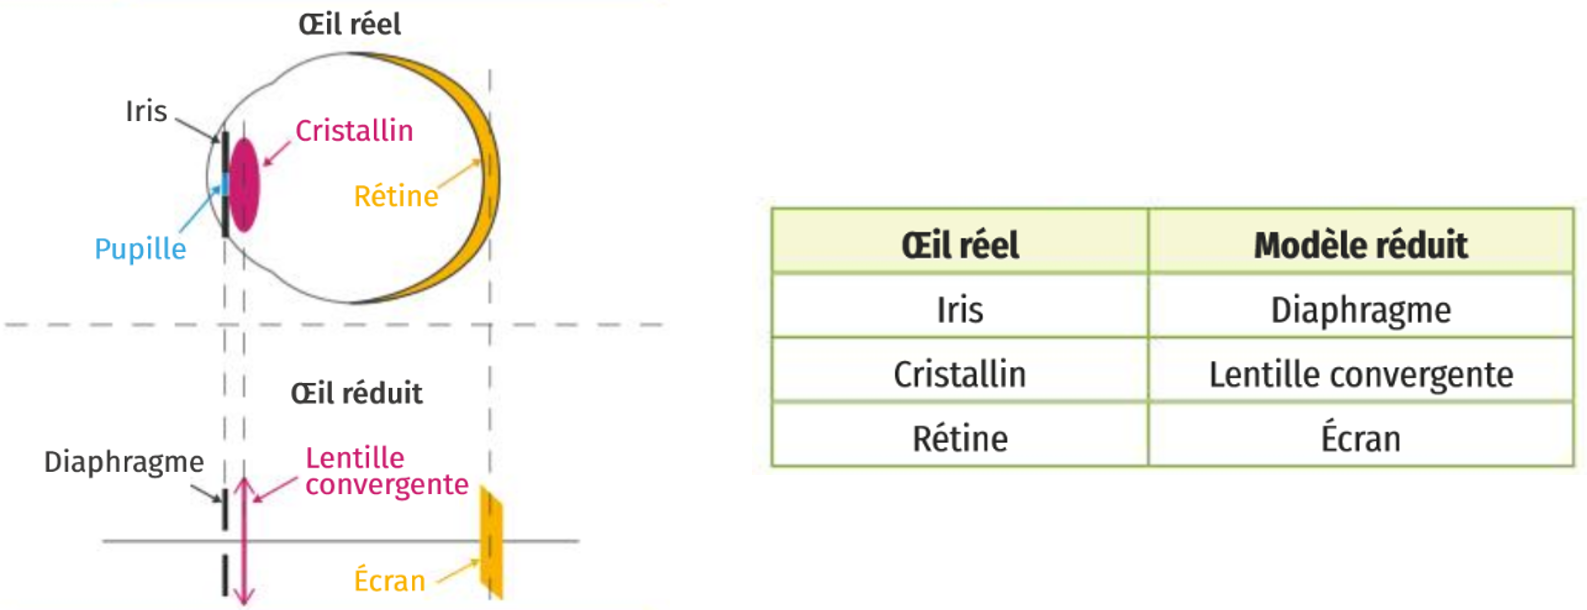 Œil réel
Iris
Cristallin
Rétine
Pupille
Œil réduit
Diaphragme
Lentille
convergente
Écran
Œil réel Modèle réduit
Iris Diaphragme
Cristallin Lentille convergente
Rétine Écran